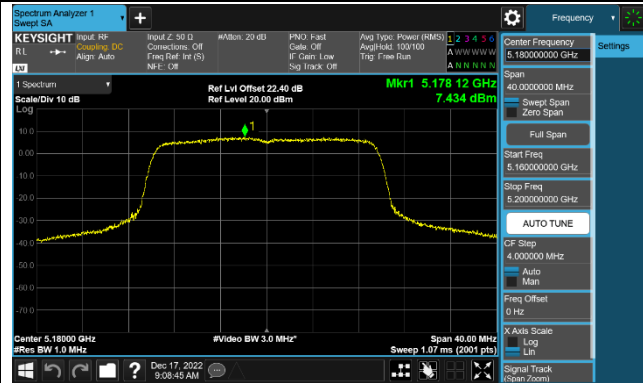 Spectrum Analyzer 1
Swept SA
+
Frequency
KEYSIGHT
RL
LXI
Input: RF
Coupling: DC
Align: Auto
Input Z: 50 Ω
Corrections: Off
Freq Ref: Int (S)
NFE: Off
#Atten: 20 dB
PNO: Fast
Gate: Off
IF Gain: Low
Sig Track: Off
Avg Type: Power (RMS)
Avg|Hold: 100/100
Trig: Free Run
1 2 3 4 5 6
A W W W W W
A N N N N N
1 Spectrum
Scale/Div 10 dB
Log
Ref Lvl Offset 22.40 dB
Ref Level 20.00 dBm
Mkr1 5.178 12 GHz
7.434 dBm
1
10.0
0.00
-10.0
-20.0
-30.0
-40.0
-50.0
-60.0
-70.0
Center 5.18000 GHz
#Res BW 1.0 MHz
#Video BW 3.0 MHz*
Span 40.00 MHz
Sweep 1.07 ms (2001 pts)
Dec 17, 2022
9:08:45 AM
?
Center Frequency
5.180000000 GHz
Settings
Span
40.0000000 MHz
Swept Span
Zero Span
Full Span
Start Freq
5.160000000 GHz
Stop Freq
5.200000000 GHz
AUTO TUNE
CF Step
4.000000 MHz
Auto
Man
Freq Offset
0 Hz
X Axis Scale
Log
Lin
Signal Track
(Span Zoom)